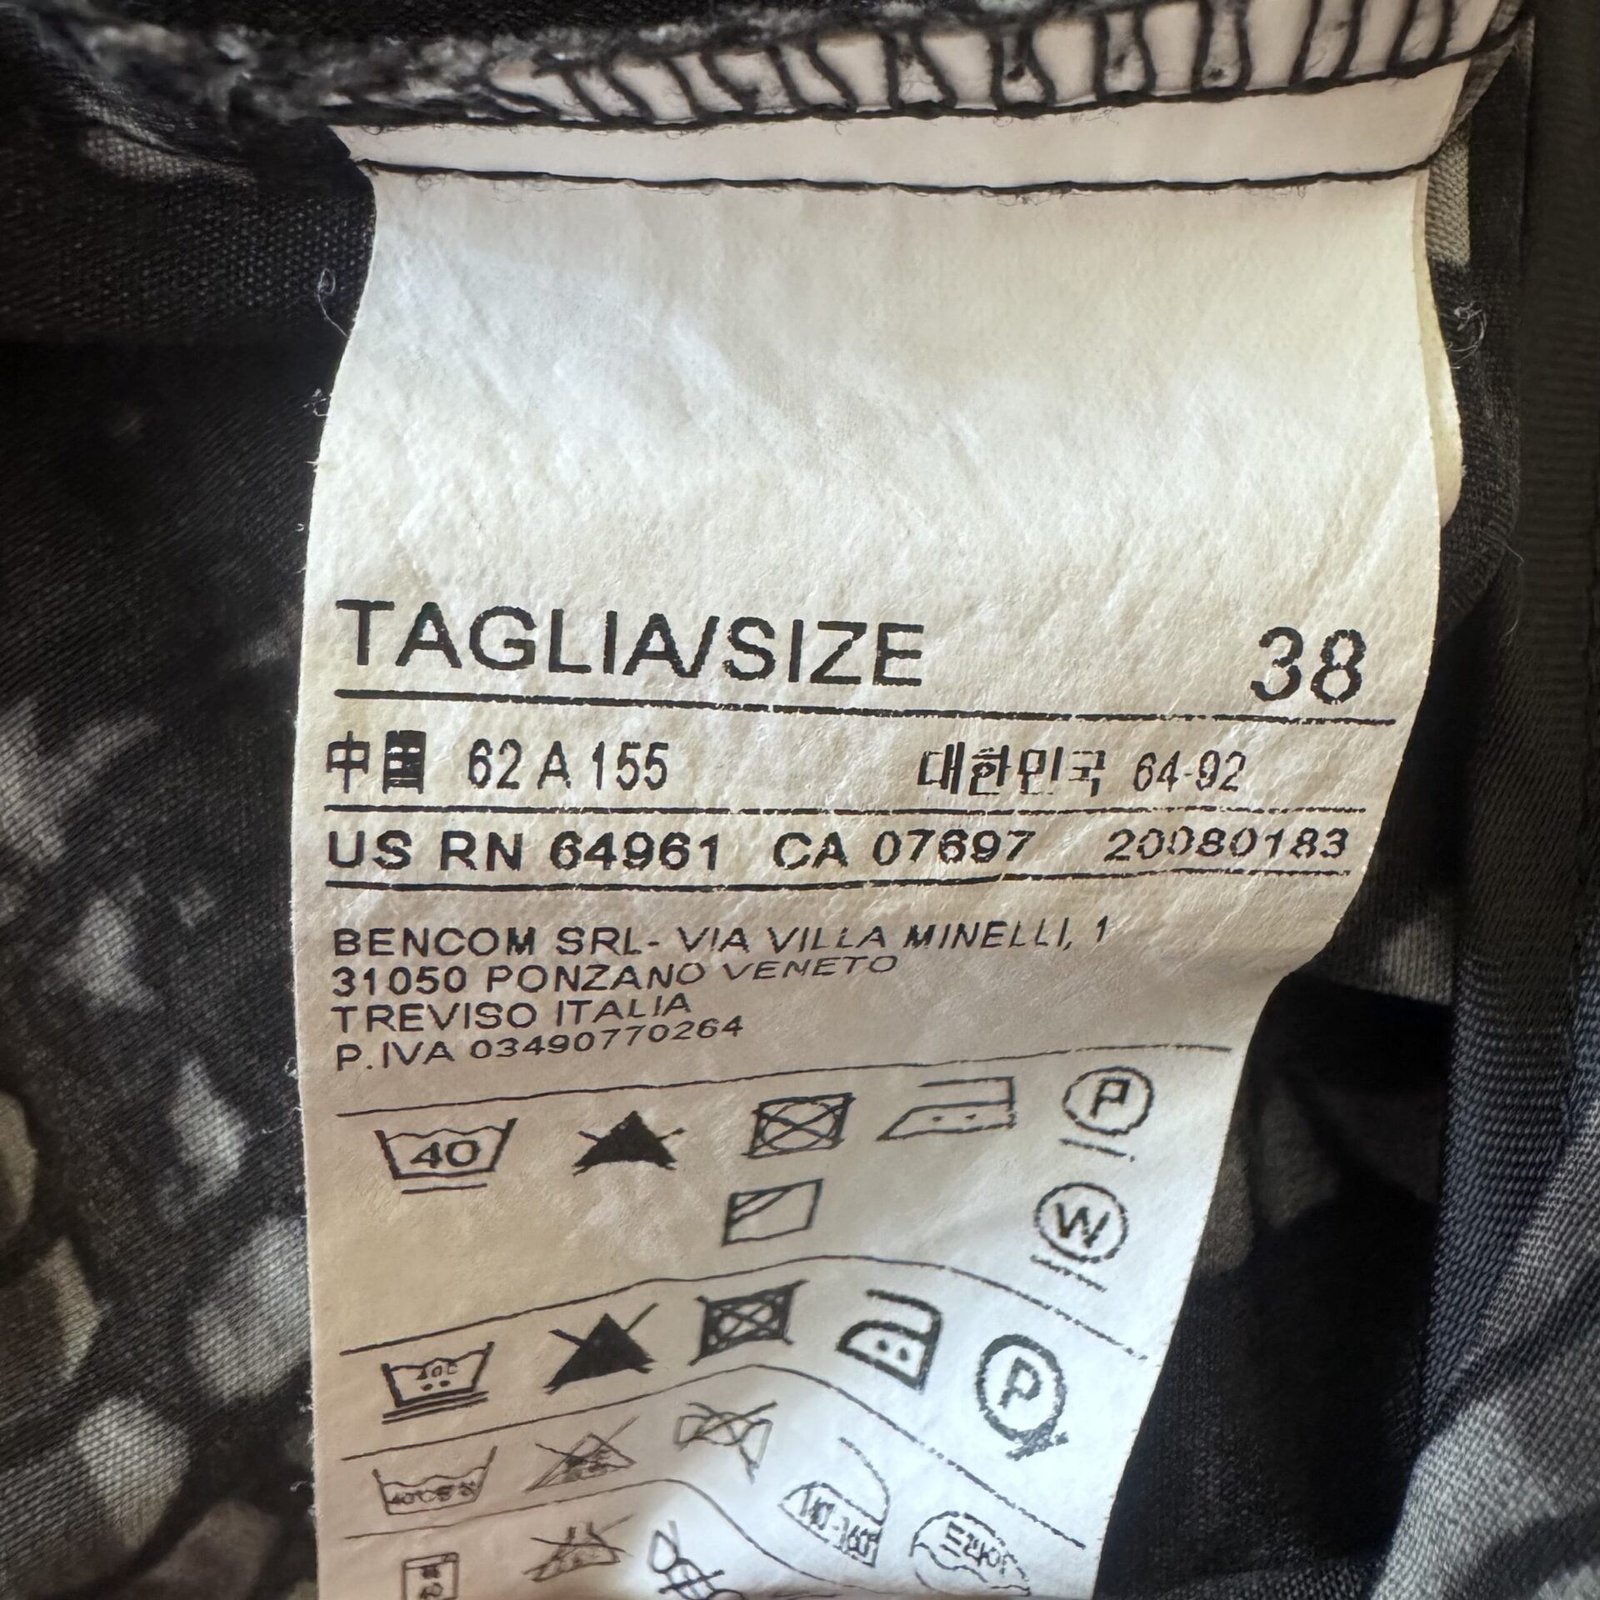 TAGLIA/SIZE 38
中国 62 A 155 대한민국 64-92
US RN 64961 CA 07697 20080183
BENCOM SRL- VIA VILLA MINELLI, 1
31050 PONZANO VENETO
TREVISO ITALIA
P.IVA 03490770264
40 P
W
P